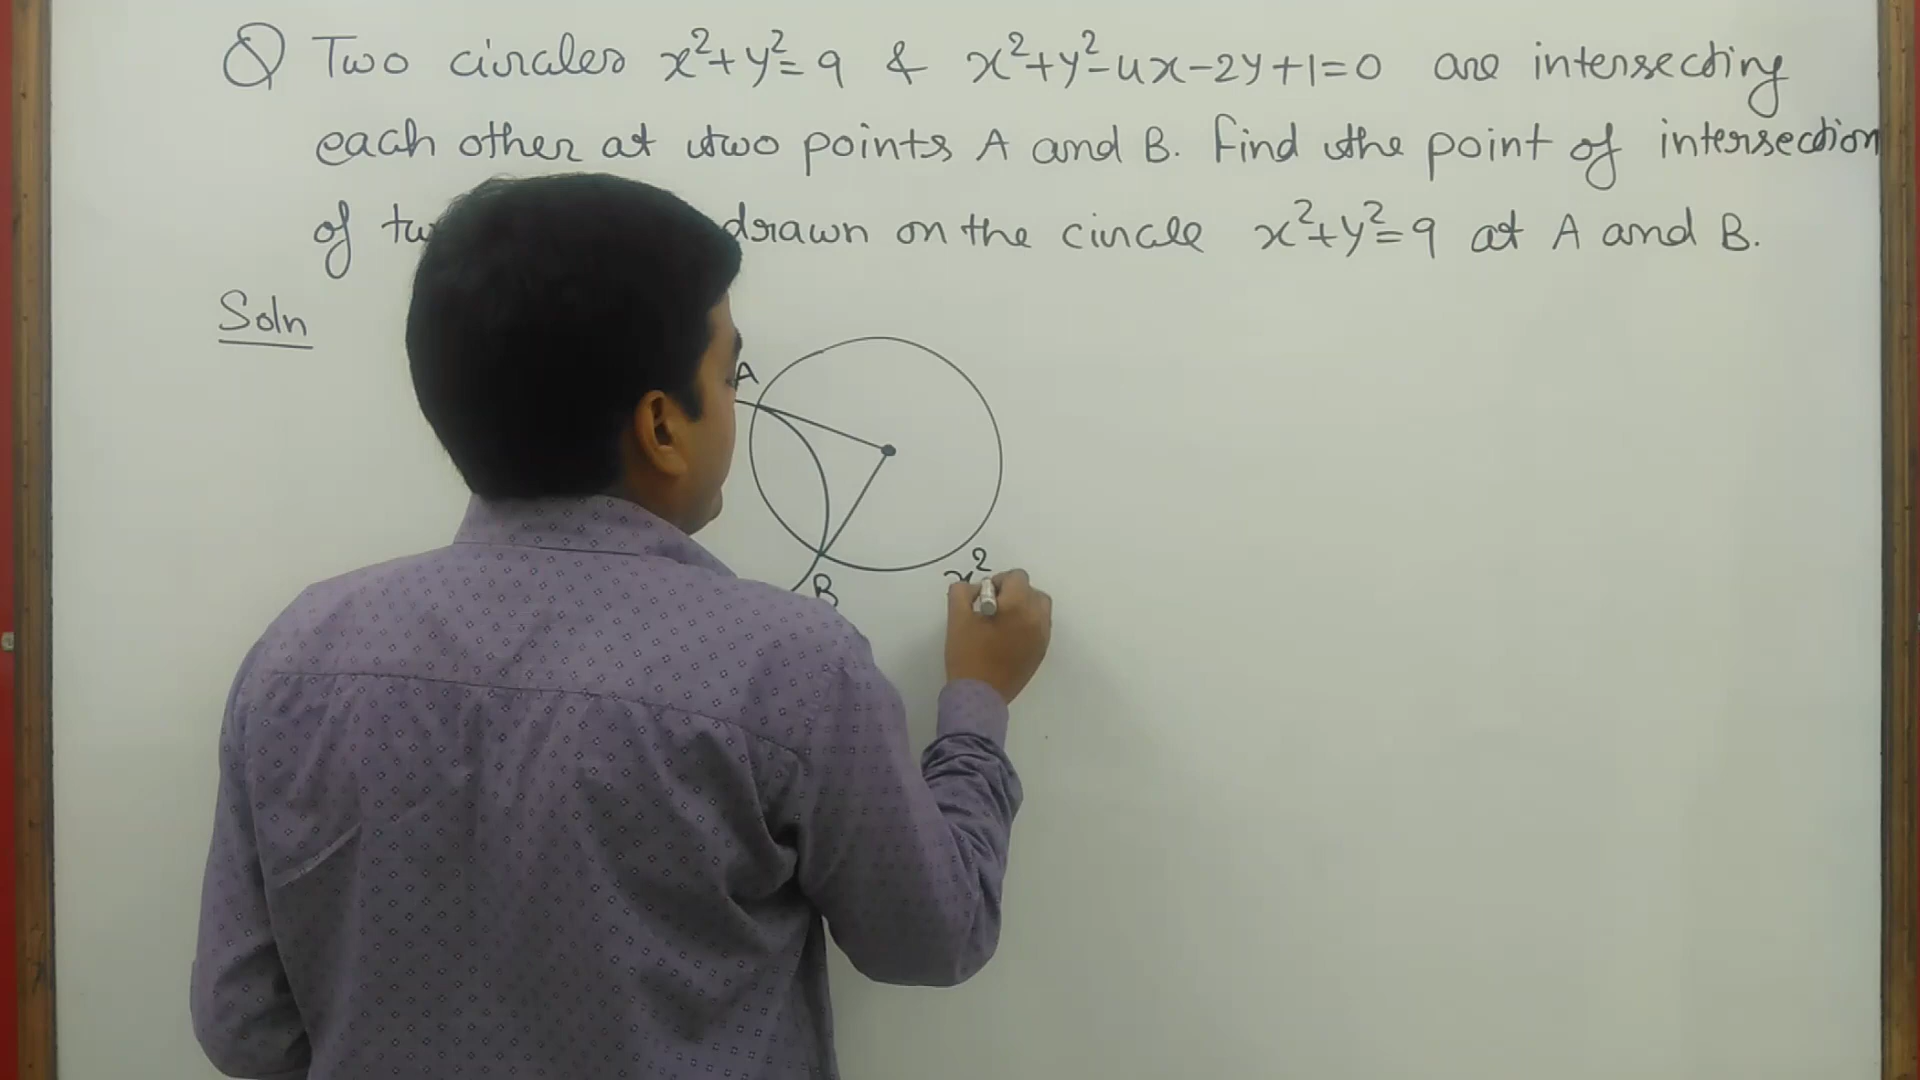 Q Two circles x²+y²=9 & x²+y²-4x-2y+1=0 are intersecting
each other at two points A and B. Find the point of intersection
of drawn on the circle x²+y²=9 at A and B.
Soln
A
B
x²